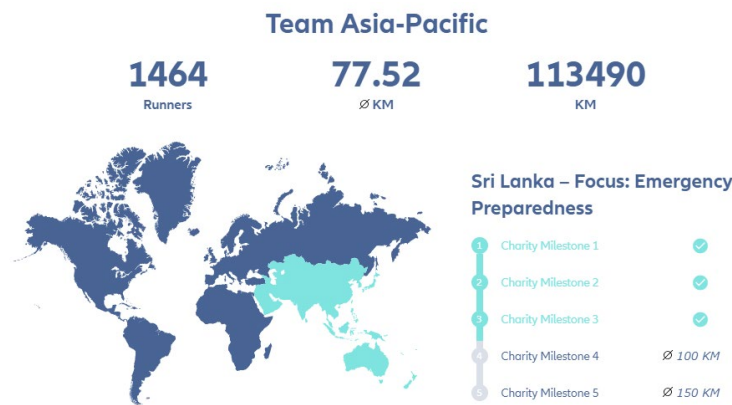 Team Asia-Pacific
1464
Runners
77.52
Ø KM
113490
KM
Sri Lanka – Focus: Emergency
Preparedness
1 Charity Milestone 1
2 Charity Milestone 2
3 Charity Milestone 3
4 Charity Milestone 4 Ø 100 KM
5 Charity Milestone 5 Ø 150 KM